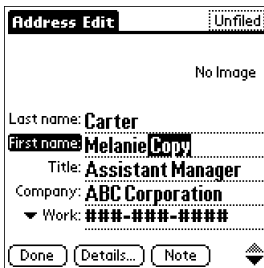 Address Edit Unfiled
No Image
Last name: Carter
First name: Melanie Copy
Title: Assistant Manager
Company: ABC Corporation
Work: ###-###-####
Done Details... Note